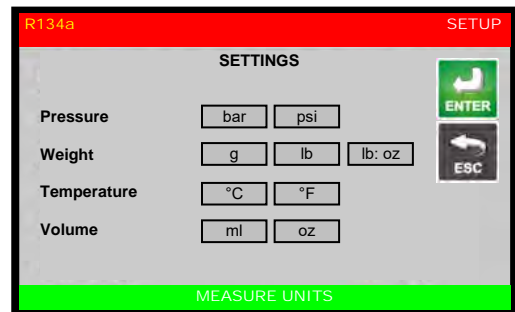 R134a SETUP
SETTINGS
ENTER
Pressure bar psi
Weight g lb lb: oz
ESC
Temperature °C °F
Volume ml oz
MEASURE UNITS